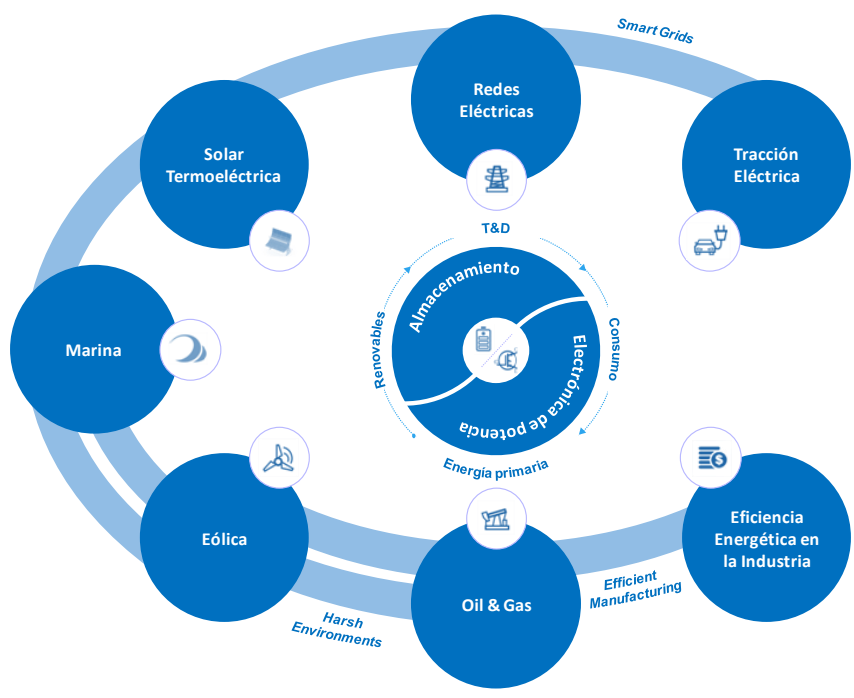 Smart Grids
Redes
Eléctricas
Solar
Termoeléctrica
Tracción
Eléctrica
T&D
Almacenamiento
Renovables
Consumo
Electrónica de potencia
Marina
Energía primaria
Eólica
Oil & Gas
Eficiencia
Energética en
la Industria
Efficient
Manufacturing
Harsh
Environments